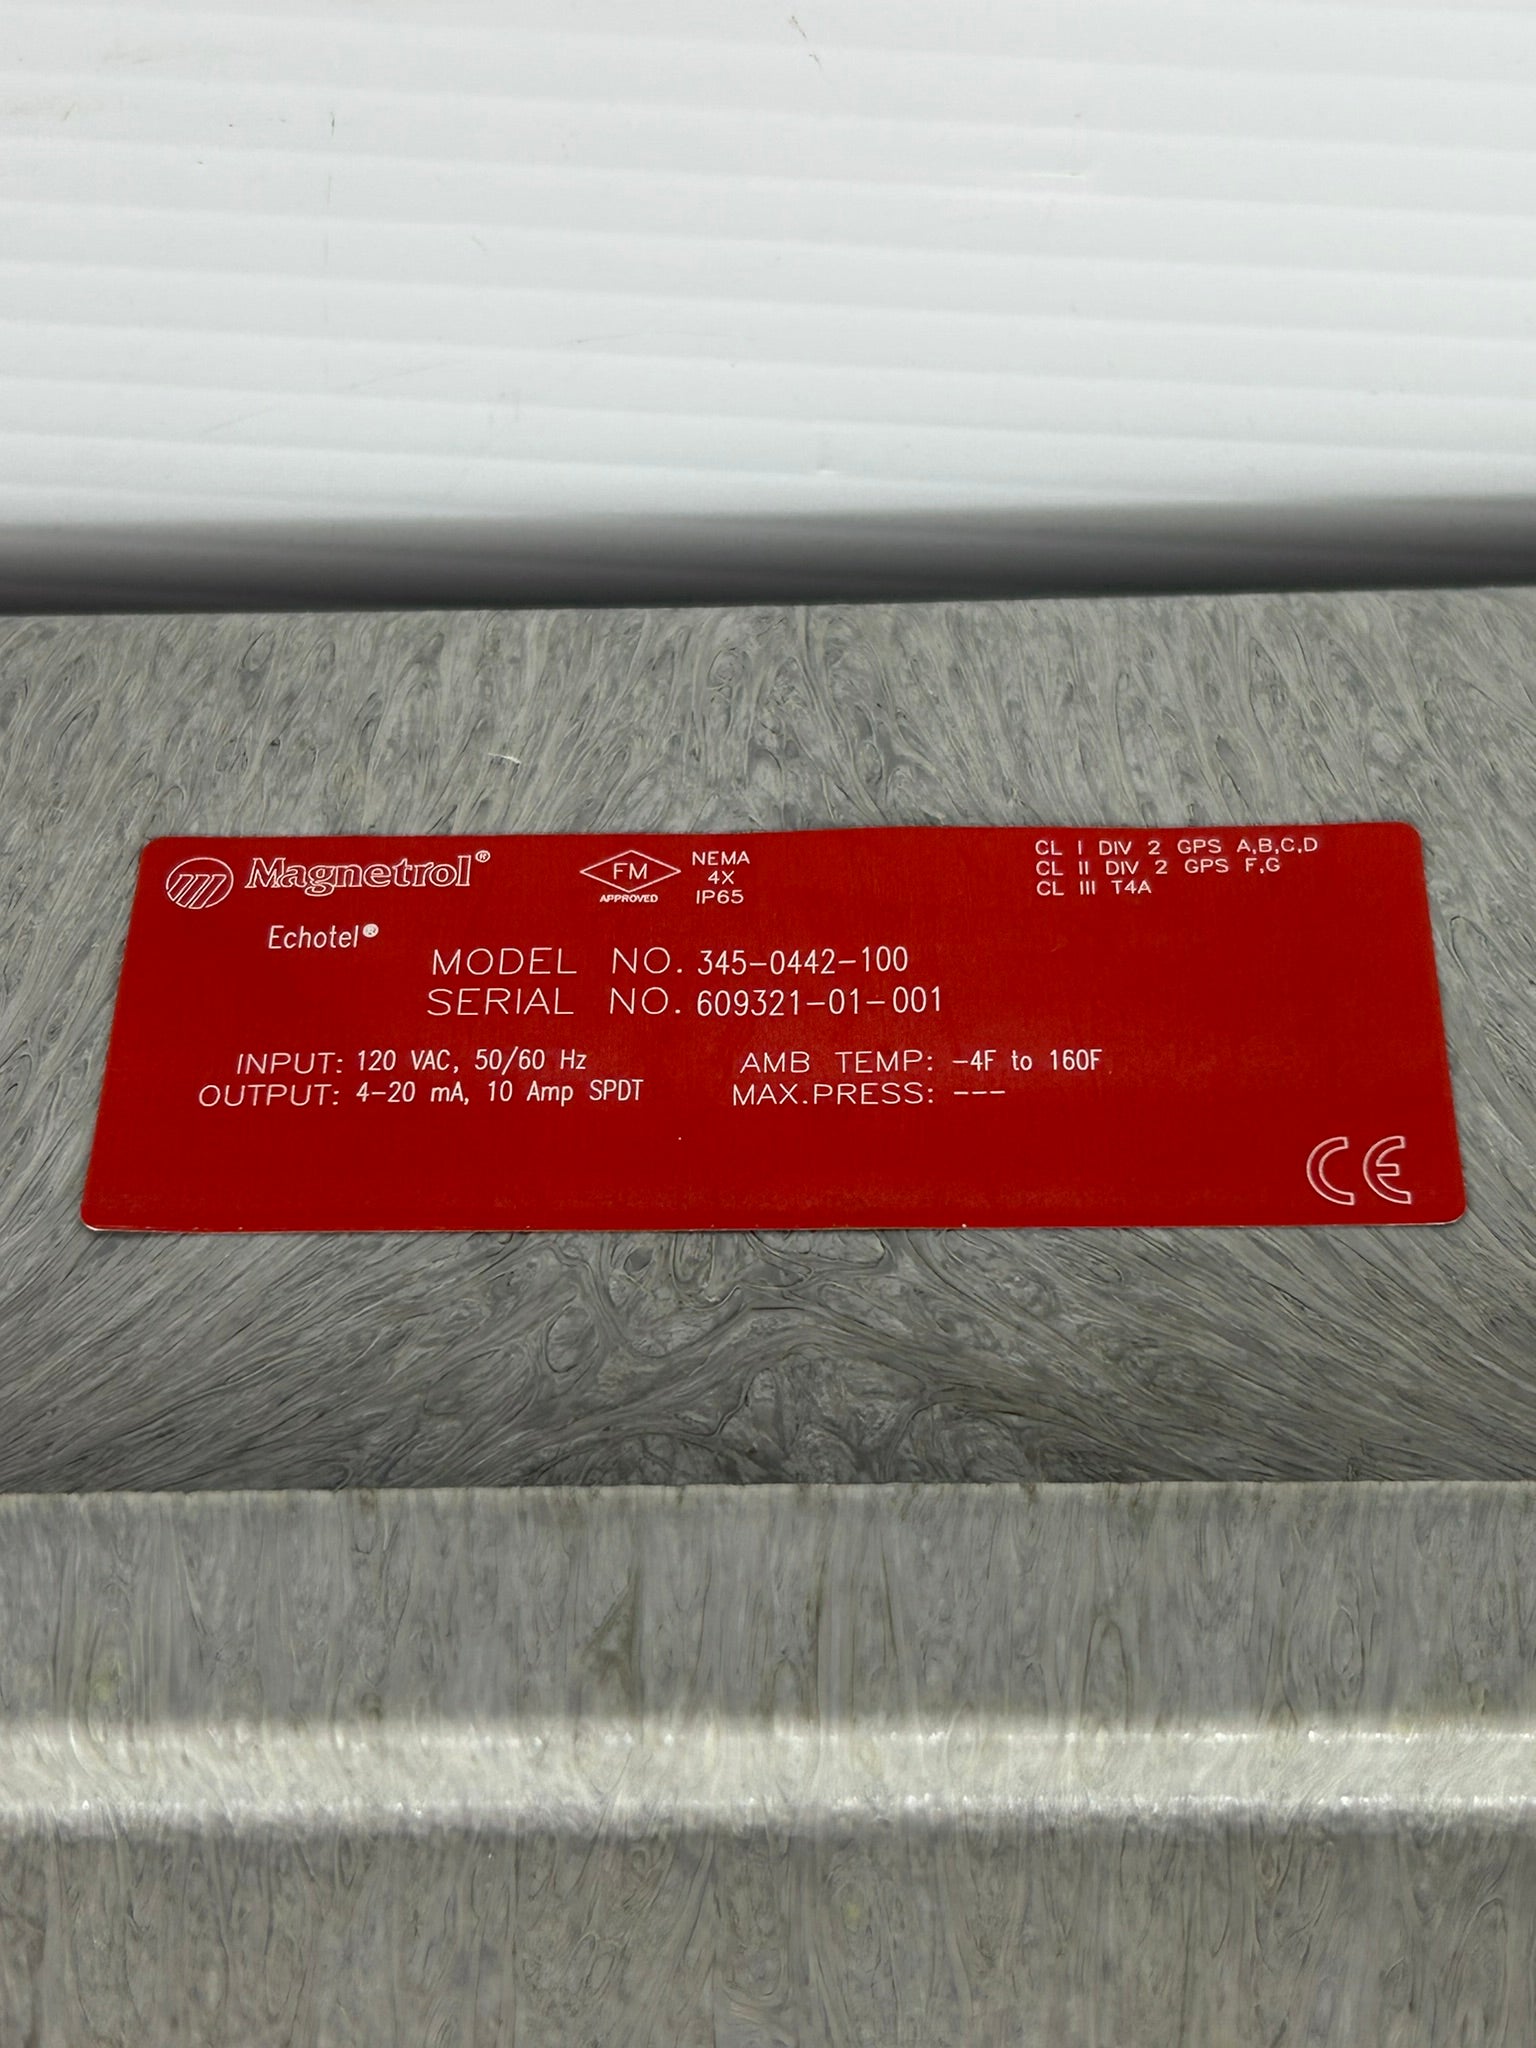 Magnetrol®
FM
APPROVED
NEMA
4X
IP65
CL I DIV 2 GPS A,B,C,D
CL II DIV 2 GPS F,G
CL III T4A
Echotel®
MODEL NO. 345-0442-100
SERIAL NO. 609321-01-001
INPUT: 120 VAC, 50/60 Hz
AMB TEMP: -4F to 160F
OUTPUT: 4-20 mA, 10 Amp SPDT
MAX.PRESS: ---
CE